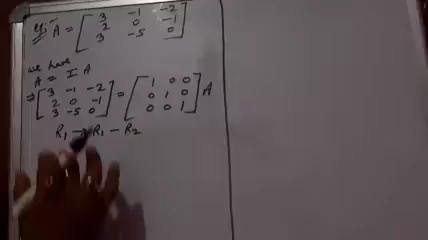 Eg:- A = [ 3 -1 -2
2 0 -1
3 -5 0 ]
we have
A = I A
⇒ [ 3 -1 -2 ] = [ 1 0 0 ] A
2 0 -1 0 1 0
3 -5 0 0 0 1
R₁ → R₁ - R₂